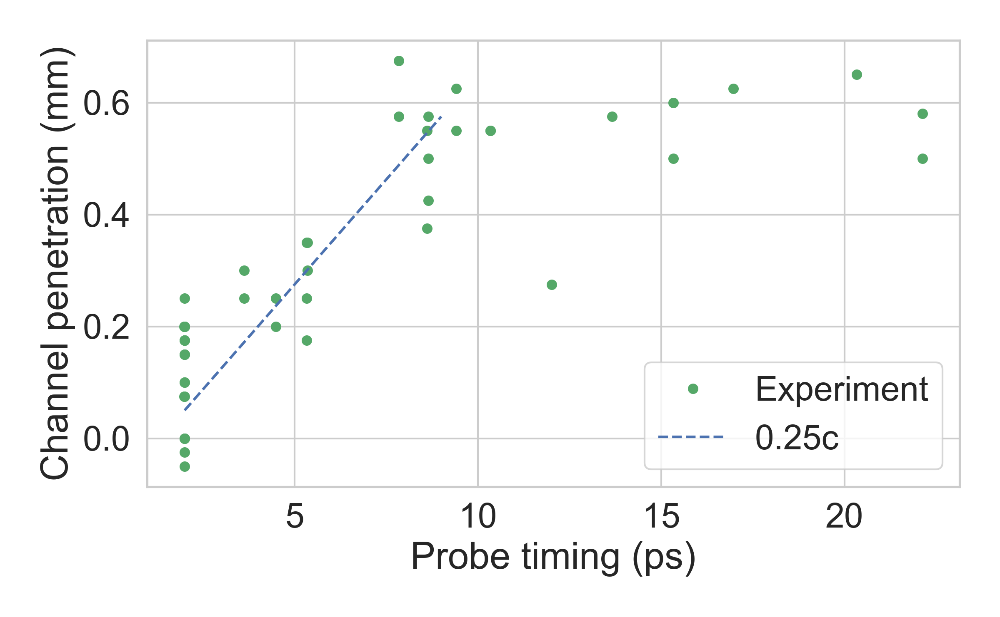 Channel penetration (mm)
0.6
0.4
0.2
0.0
5 10 15 20
Probe timing (ps)
Experiment
0.25c